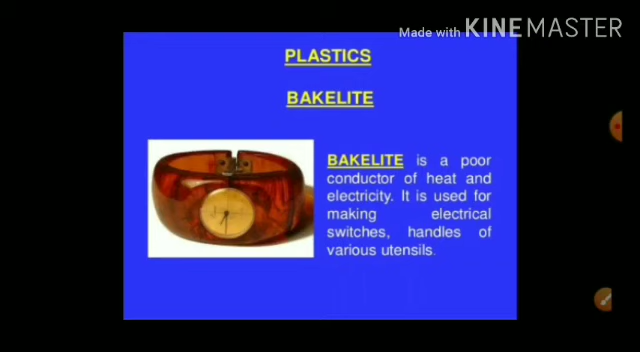 Made with KINEMASTER
PLASTICS
BAKELITE
BAKELITE is a poor
conductor of heat and
electricity. It is used for
making electrical
switches, handles of
various utensils.